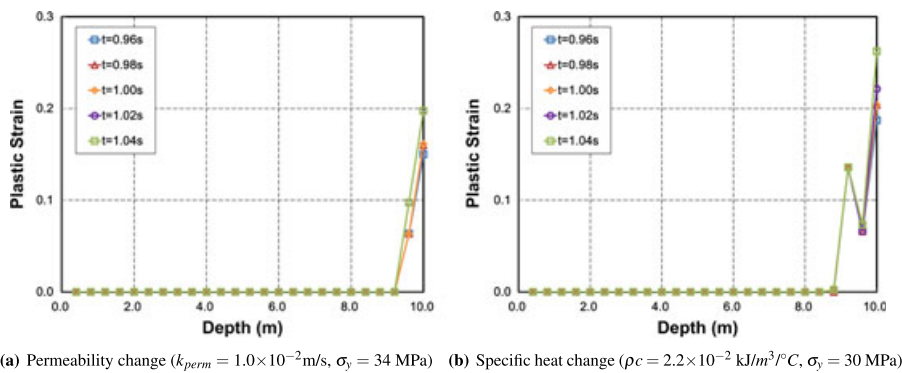 0.3
0.2
0.1
0.0
Plastic Strain
t=0.96s
t=0.98s
t=1.00s
t=1.02s
t=1.04s
0.0 2.0 4.0 6.0 8.0 10.0
Depth (m)
0.3
0.2
0.1
0.0
Plastic Strain
t=0.96s
t=0.98s
t=1.00s
t=1.02s
t=1.04s
0.0 2.0 4.0 6.0 8.0 10.0
Depth (m)
(a) Permeability change (k_perm = 1.0×10⁻²m/s, σ_y = 34 MPa)
(b) Specific heat change (ρc = 2.2×10⁻² kJ/m³/°C, σ_y = 30 MPa)